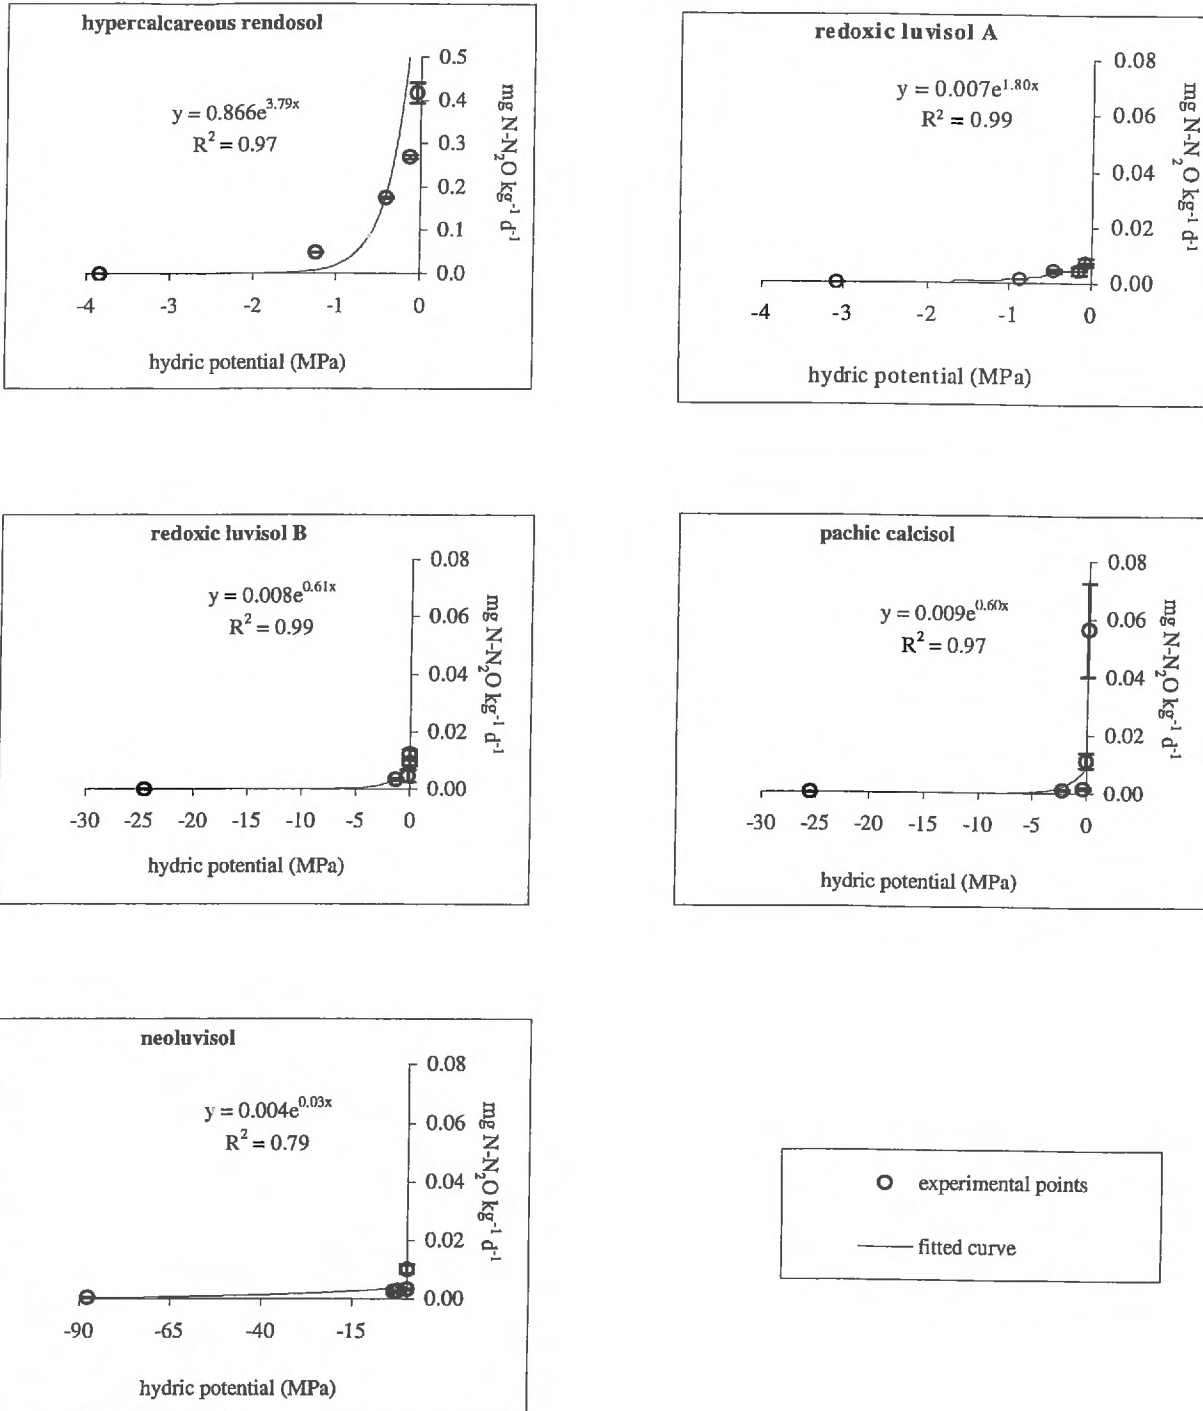 hypercalcareous rendosol
y = 0.866e^3.79x
R² = 0.97
0.5
0.4
0.3
0.2
0.1
0.0
mg N-N₂O kg⁻¹ d⁻¹
-4 -3 -2 -1 0
hydric potential (MPa)
redoxic luvisol A
y = 0.007e^1.80x
R² = 0.99
0.08
0.06
0.04
0.02
0.00
mg N-N₂O kg⁻¹ d⁻¹
-4 -3 -2 -1 0
hydric potential (MPa)
redoxic luvisol B
y = 0.008e^0.61x
R² = 0.99
0.08
0.06
0.04
0.02
0.00
mg N-N₂O kg⁻¹ d⁻¹
-30 -25 -20 -15 -10 -5 0
hydric potential (MPa)
pachic calcisol
y = 0.009e^0.60x
R² = 0.97
0.08
0.06
0.04
0.02
0.00
mg N-N₂O kg⁻¹ d⁻¹
-30 -25 -20 -15 -10 -5 0
hydric potential (MPa)
neoluvisol
y = 0.004e^0.03x
R² = 0.79
0.08
0.06
0.04
0.02
0.00
mg N-N₂O kg⁻¹ d⁻¹
-90 -65 -40 -15
hydric potential (MPa)
experimental points
fitted curve